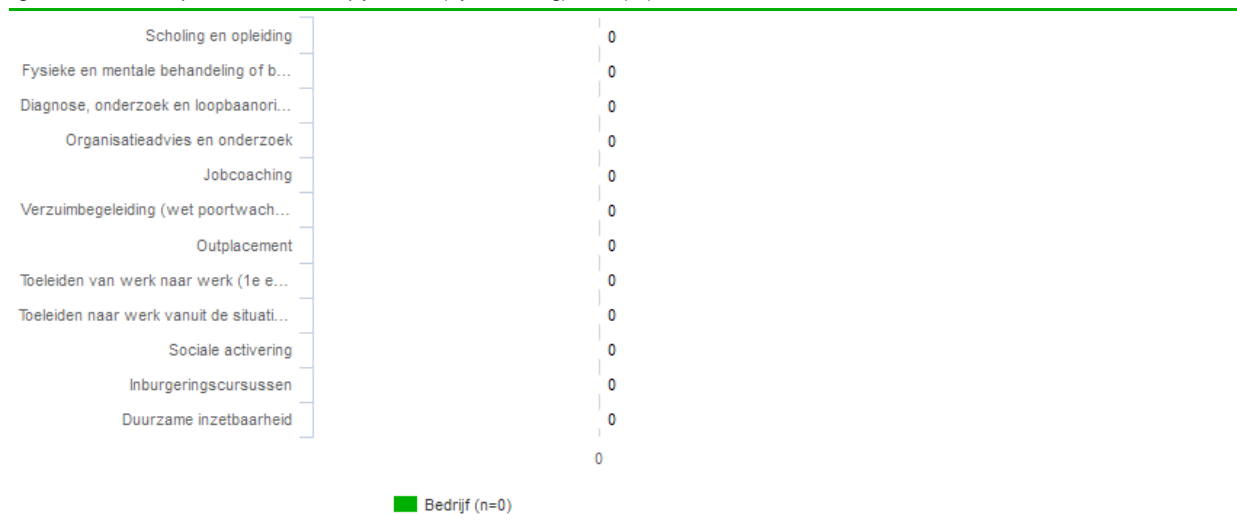 Scholing en opleiding 0
Fysieke en mentale behandeling of b... 0
Diagnose, onderzoek en loopbaanori... 0
Organisatieadvies en onderzoek 0
Jobcoaching 0
Verzuimbegeleiding (wet poortwach... 0
Outplacement 0
Toeleiden van werk naar werk (1e e... 0
Toeleiden naar werk vanuit de situati... 0
Sociale activering 0
Inburgeringscursussen 0
Duurzame inzetbaarheid 0
0
Bedrijf (n=0)